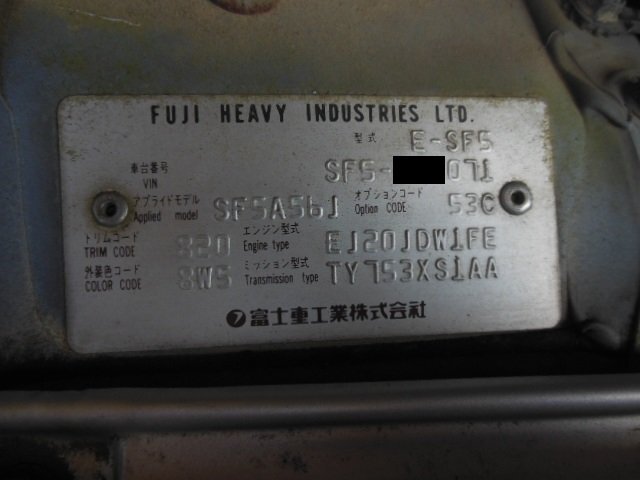 FUJI HEAVY INDUSTRIES LTD.
型式 E-SF5
車台番号 VIN SF5- 071
アプライドモデル Applied model SF5A56J オプションコード Option CODE 53C
トリムコード TRIM CODE 820 エンジン型式 Engine type EJ20JDW1FE
外装色コード COLOR CODE 8W5 ミッション型式 Transmission type TY753XS1AA
富士重工業株式会社